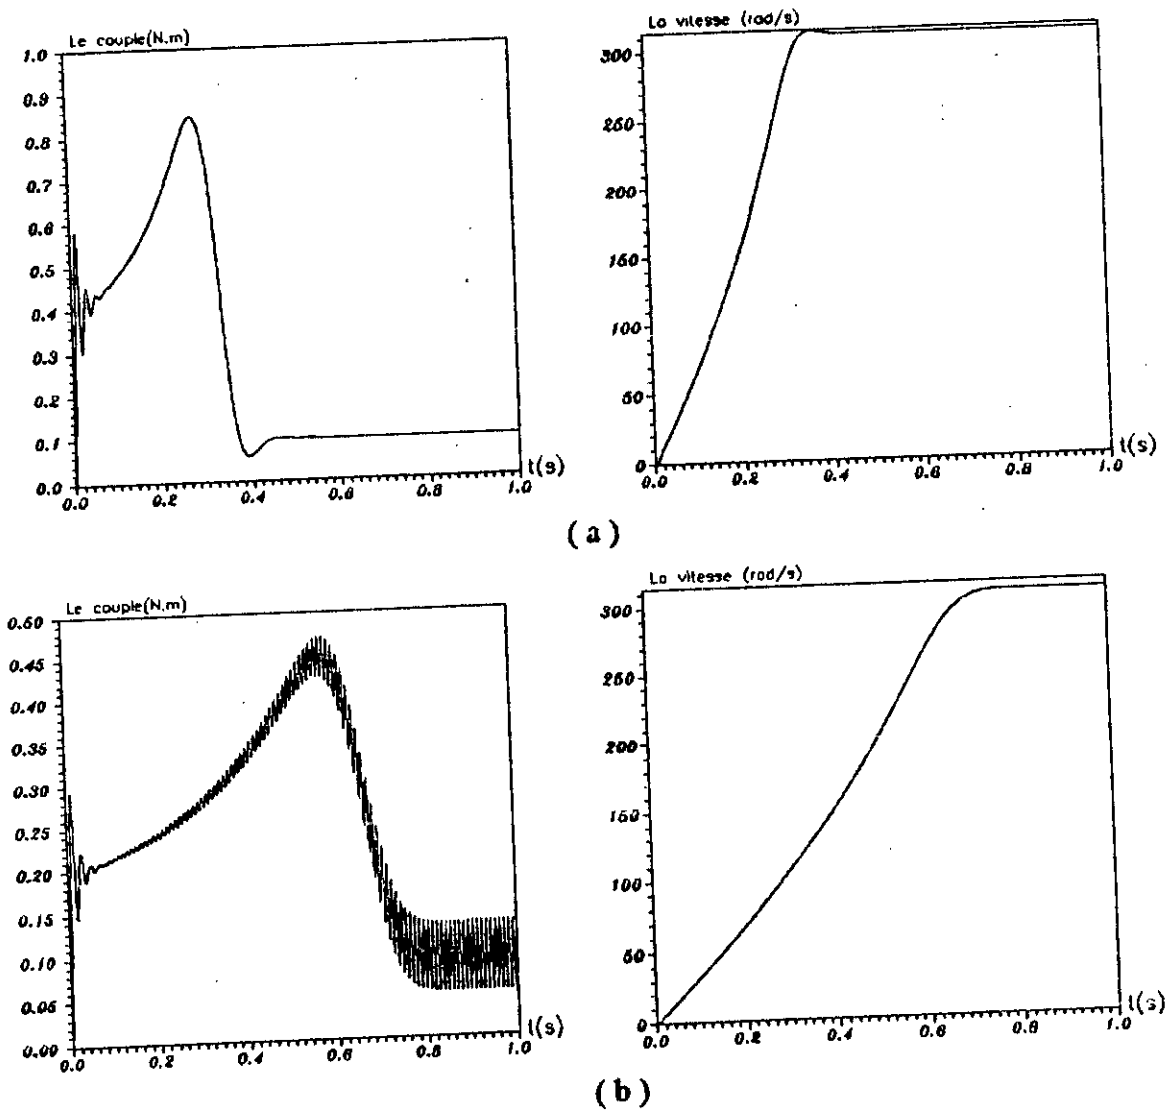 Le couple(N.m)
1.0
0.9
0.8
0.7
0.6
0.5
0.4
0.3
0.2
0.1
0.0
0.0 0.2 0.4 0.6 0.8 1.0
t(s)
La vitesse (rad/s)
300
250
200
150
100
50
0
0.0 0.2 0.4 0.6 0.8 1.0
t(s)
( a )
Le couple(N.m)
0.50
0.45
0.40
0.35
0.30
0.25
0.20
0.15
0.10
0.05
0.00
0.0 0.2 0.4 0.6 0.8 1.0
t(s)
La vitesse (rad/s)
300
250
200
150
100
50
0
0.0 0.2 0.4 0.6 0.8 1.0
t(s)
( b )